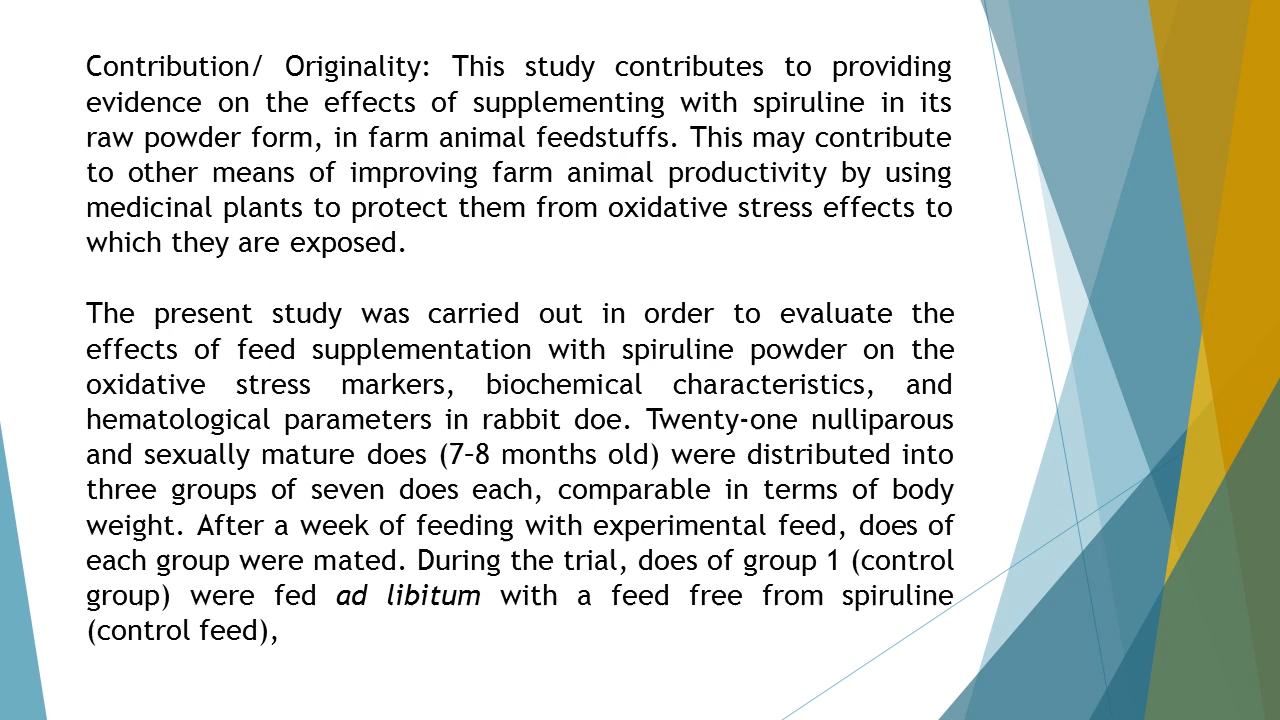 Contribution/ Originality: This study contributes to providing
evidence on the effects of supplementing with spiruline in its
raw powder form, in farm animal feedstuffs. This may contribute
to other means of improving farm animal productivity by using
medicinal plants to protect them from oxidative stress effects to
which they are exposed.
The present study was carried out in order to evaluate the
effects of feed supplementation with spiruline powder on the
oxidative stress markers, biochemical characteristics, and
hematological parameters in rabbit doe. Twenty-one nulliparous
and sexually mature does (7–8 months old) were distributed into
three groups of seven does each, comparable in terms of body
weight. After a week of feeding with experimental feed, does of
each group were mated. During the trial, does of group 1 (control
group) were fed ad libitum with a feed free from spiruline
(control feed),